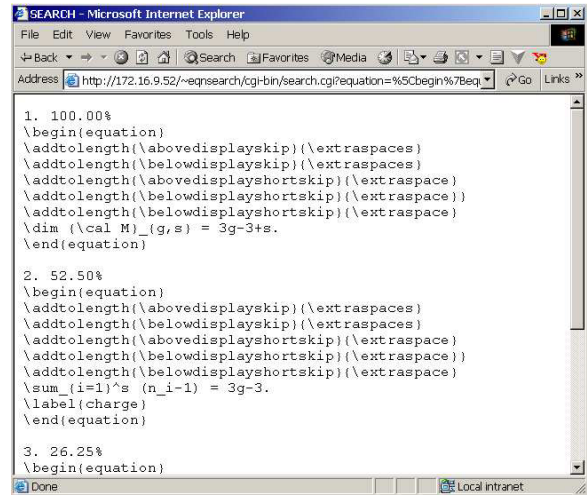 SEARCH - Microsoft Internet Explorer
File Edit View Favorites Tools Help
Back Search Favorites Media
Address http://172.16.9.52/~eqnsearch/cgi-bin/search.cgi?equation=%5Cbegin%7Bequ Go Links »
1. 100.00%
\begin{equation}
\addtolength{\abovedisplayskip}{\extraspaces}
\addtolength{\belowdisplayskip}{\extraspaces}
\addtolength{\abovedisplayshortskip}{\extraspace}
\addtolength{\belowdisplayshortskip}{\extraspace}}
\addtolength{\belowdisplayshortskip}{\extraspace}
\dim {\cal M}_{g,s} = 3g-3+s.
\end{equation}
2. 52.50%
\begin{equation}
\addtolength{\abovedisplayskip}{\extraspaces}
\addtolength{\belowdisplayskip}{\extraspaces}
\addtolength{\abovedisplayshortskip}{\extraspace}
\addtolength{\belowdisplayshortskip}{\extraspace}}
\addtolength{\belowdisplayshortskip}{\extraspace}
\sum_{i=1}^s (n_i-1) = 3g-3.
\label{charge}
\end{equation}
3. 26.25%
\begin{equation}
Done Local intranet